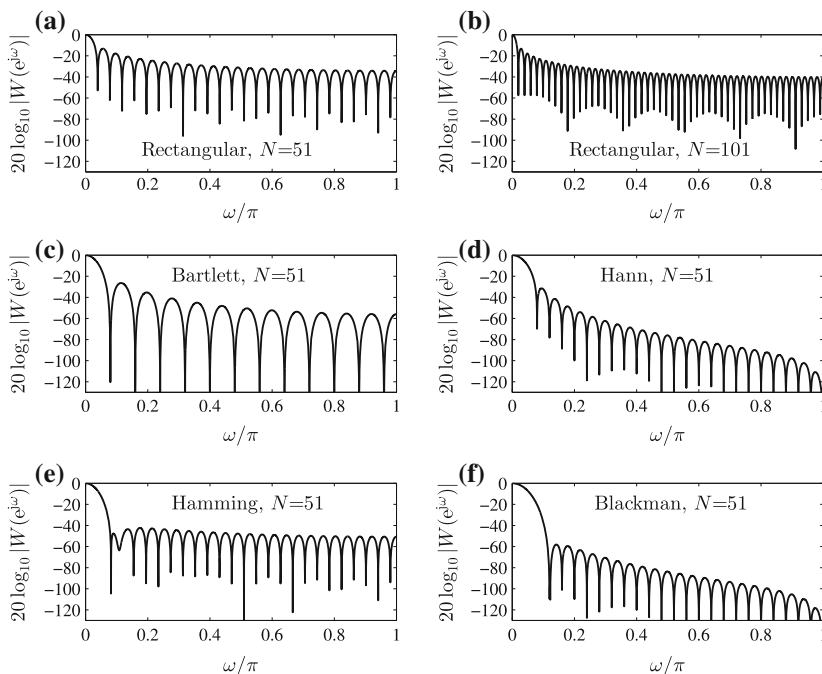 (a)
20 log₁₀ |W(e^{jω})|
0
−20
−40
−60
−80
−100
−120
Rectangular, N=51
0 0.2 0.4 0.6 0.8 1
ω/π
(b)
20 log₁₀ |W(e^{jω})|
0
−20
−40
−60
−80
−100
−120
Rectangular, N=101
0 0.2 0.4 0.6 0.8 1
ω/π
(c)
20 log₁₀ |W(e^{jω})|
0
−20
−40
−60
−80
−100
−120
Bartlett, N=51
0 0.2 0.4 0.6 0.8 1
ω/π
(d)
20 log₁₀ |W(e^{jω})|
0
−20
−40
−60
−80
−100
−120
Hann, N=51
0 0.2 0.4 0.6 0.8 1
ω/π
(e)
20 log₁₀ |W(e^{jω})|
0
−20
−40
−60
−80
−100
−120
Hamming, N=51
0 0.2 0.4 0.6 0.8 1
ω/π
(f)
20 log₁₀ |W(e^{jω})|
0
−20
−40
−60
−80
−100
−120
Blackman, N=51
0 0.2 0.4 0.6 0.8 1
ω/π